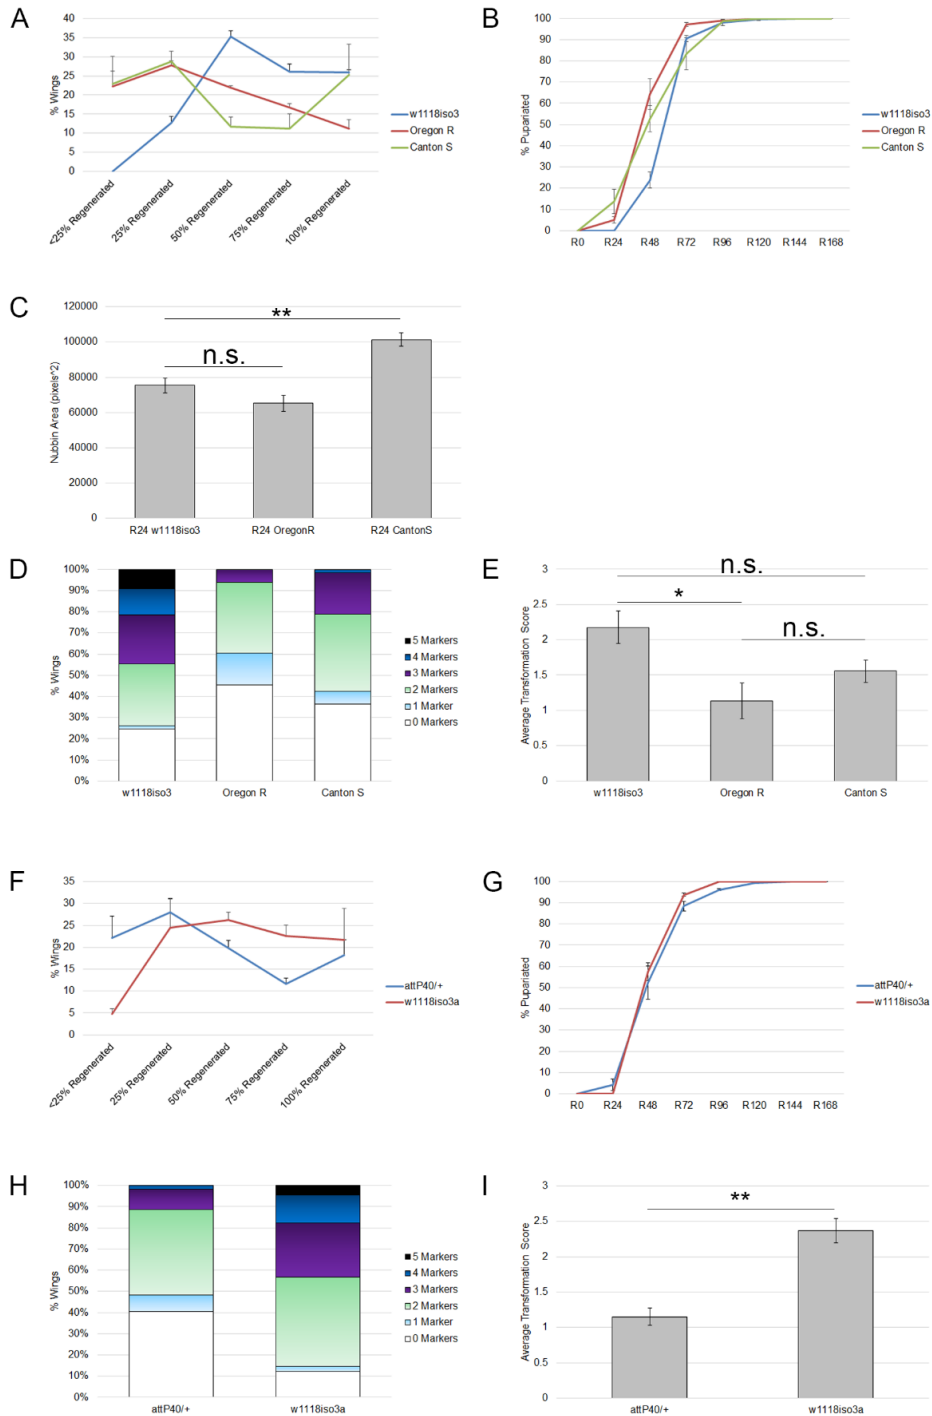 A
40
35
30
25
20
15
10
5
0
% Wings
<25% Regenerated
25% Regenerated
50% Regenerated
75% Regenerated
100% Regenerated
w1118iso3
Oregon R
Canton S
B
100
90
80
70
60
50
40
30
20
10
0
% Pupariated
R0 R24 R48 R72 R96 R120 R144 R168
w1118iso3
Oregon R
Canton S
C
120000
100000
80000
60000
40000
20000
0
Nubbin Area (pixels^2)
**
n.s.
R24 w1118iso3 R24 OregonR R24 CantonS
D
100%
90%
80%
70%
60%
50%
40%
30%
20%
10%
0%
% Wings
w1118iso3 Oregon R Canton S
5 Markers
4 Markers
3 Markers
2 Markers
1 Marker
0 Markers
E
3
2.5
2
1.5
1
0.5
0
Average Transformation Score
n.s.
*
n.s.
w1118iso3 Oregon R Canton S
F
35
30
25
20
15
10
5
0
% Wings
<25% Regenerated
25% Regenerated
50% Regenerated
75% Regenerated
100% Regenerated
attP40/+
w1118iso3a
G
100
90
80
70
60
50
40
30
20
10
0
% Pupariated
R0 R24 R48 R72 R96 R120 R144 R168
attP40/+
w1118iso3a
H
100%
90%
80%
70%
60%
50%
40%
30%
20%
10%
0%
% Wings
attP40/+ w1118iso3a
5 Markers
4 Markers
3 Markers
2 Markers
1 Marker
0 Markers
I
3
2.5
2
1.5
1
0.5
0
Average Transformation Score
**
attP40/+ w1118iso3a